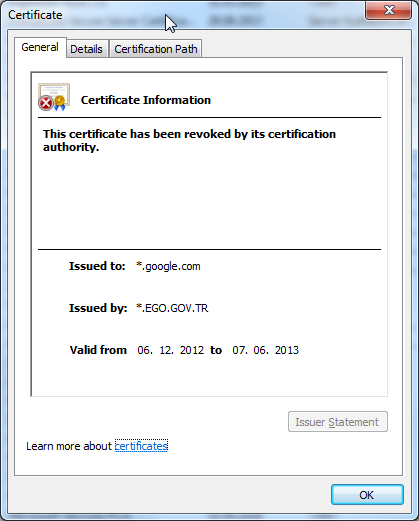 Certificate
General Details Certification Path
Certificate Information
This certificate has been revoked by its certification
authority.
Issued to: *.google.com
Issued by: *.EGO.GOV.TR
Valid from 06. 12. 2012 to 07. 06. 2013
Issuer Statement
Learn more about certificates
OK